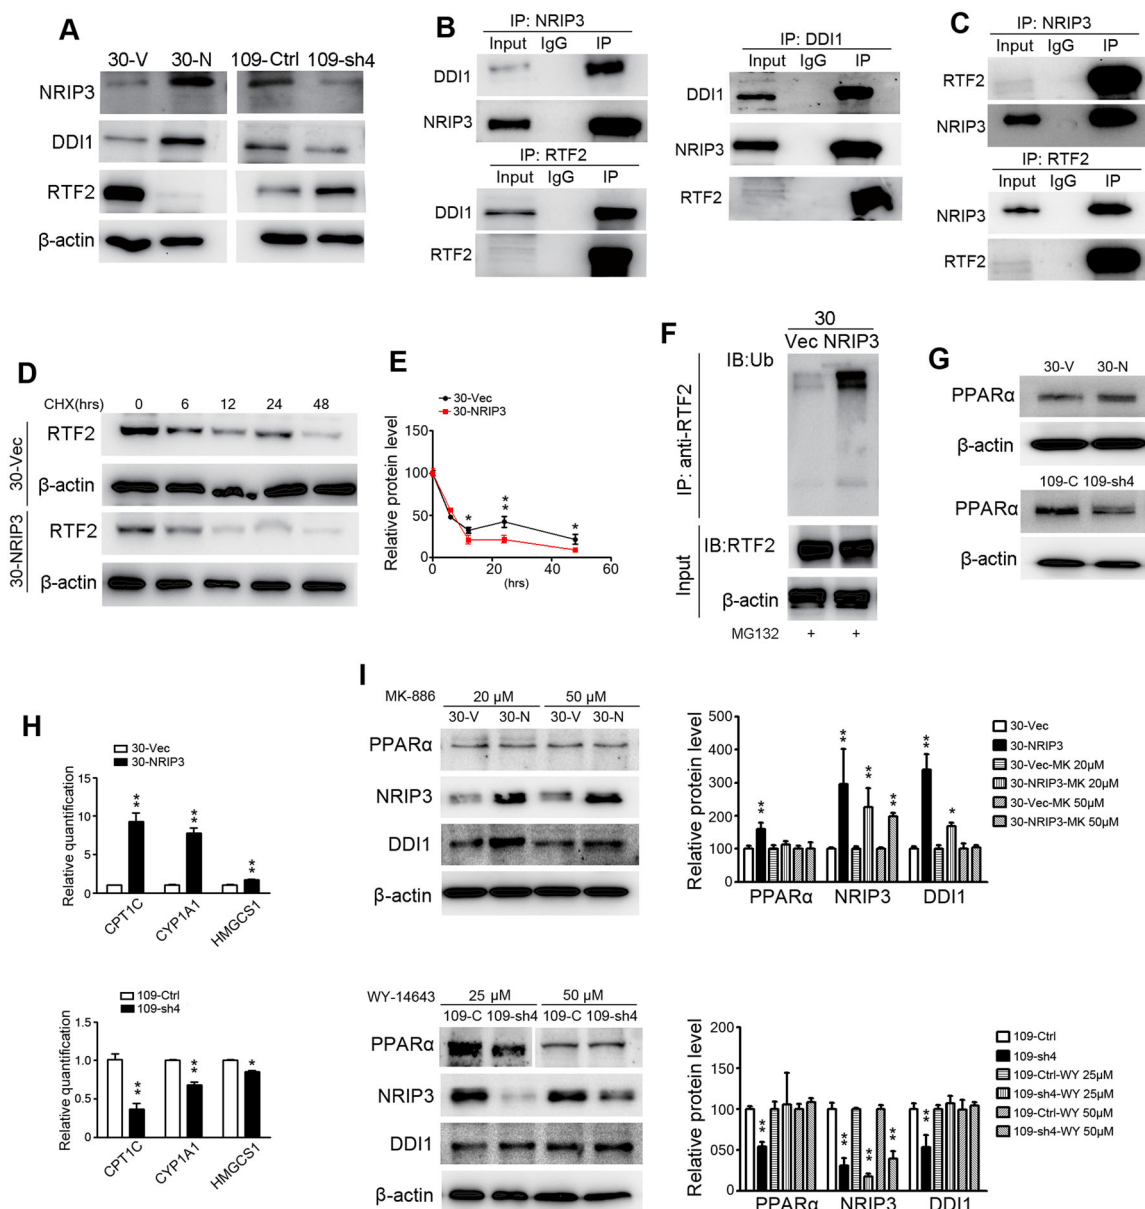 A
30-V 30-N 109-Ctrl 109-sh4
NRIP3
DDI1
RTF2
β-actin
B
IP: NRIP3
Input IgG IP
DDI1
NRIP3
IP: RTF2
Input IgG IP
DDI1
RTF2
IP: DDI1
Input IgG IP
DDI1
NRIP3
RTF2
C
IP: NRIP3
Input IgG IP
RTF2
NRIP3
IP: RTF2
Input IgG IP
NRIP3
RTF2
D
CHX(hrs) 0 6 12 24 48
30-Vec
RTF2
β-actin
30-NRIP3
RTF2
β-actin
E
30-Vec
30-NRIP3
Relative protein level
150
100
50
0
0 20 40 60
(hrs)
*
**
*
F
30
Vec NRIP3
IB:Ub
IP: anti-RTF2
IB:RTF2
Input
β-actin
MG132 + +
G
30-V 30-N
PPARα
β-actin
109-C 109-sh4
PPARα
β-actin
H
30-Vec
30-NRIP3
Relative quantification
15
10
5
0
** ** **
CPT1C CYP1A1 HMGCS1
109-Ctrl
109-sh4
Relative quantification
1.5
1.0
0.5
0
** ** *
CPT1C CYP1A1 HMGCS1
I
MK-886 20 μM 50 μM
30-V 30-N 30-V 30-N
PPARα
NRIP3
DDI1
β-actin
Relative protein level
500
400
300
200
100
0
** ** ** ** ** *
PPARα NRIP3 DDI1
30-Vec
30-NRIP3
30-Vec-MK 20μM
30-NRIP3-MK 20μM
30-Vec-MK 50μM
30-NRIP3-MK 50μM
WY-14643 25 μM 50 μM
109-C 109-sh4 109-C 109-sh4
PPARα
NRIP3
DDI1
β-actin
Relative protein level
200
150
100
50
0
** ** ** ** **
PPARα NRIP3 DDI1
109-Ctrl
109-sh4
109-Ctrl-WY 25μM
109-sh4-WY 25μM
109-Ctrl-WY 50μM
109-sh4-WY 50μM